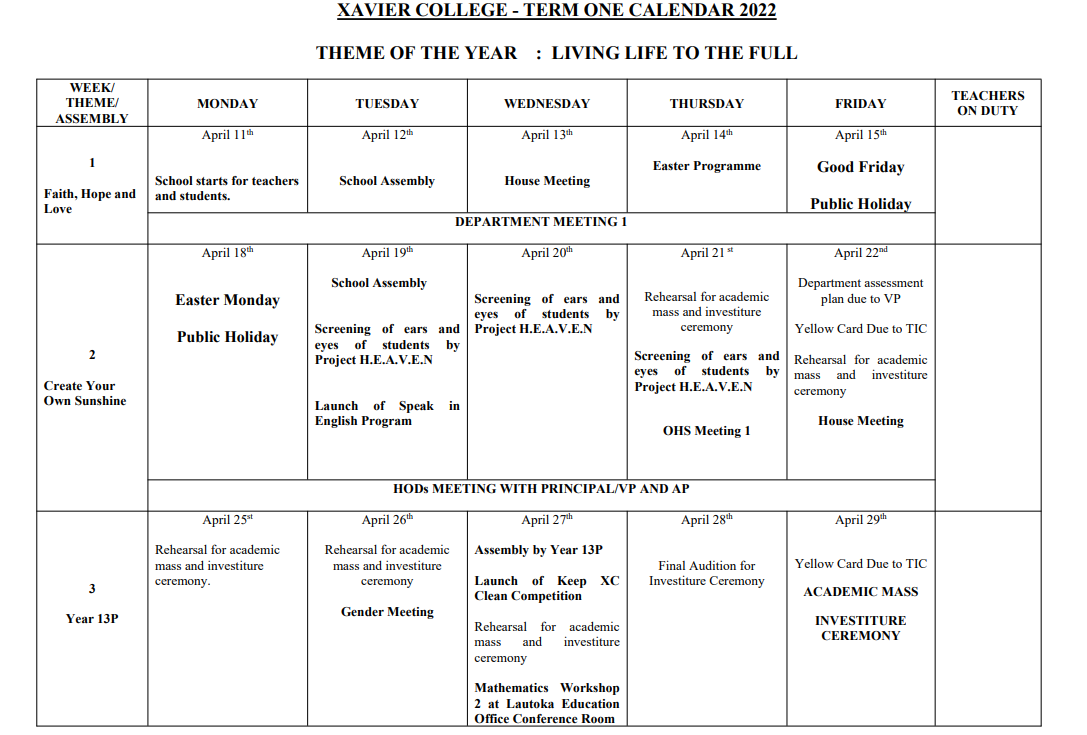 XAVIER COLLEGE - TERM ONE CALENDAR 2022
THEME OF THE YEAR : LIVING LIFE TO THE FULL
WEEK/
THEME/
ASSEMBLY
MONDAY
TUESDAY
WEDNESDAY
THURSDAY
FRIDAY
TEACHERS
ON DUTY
1
Faith, Hope and
Love
April 11th
School starts for teachers
and students.
April 12th
School Assembly
April 13th
House Meeting
April 14th
Easter Programme
April 15th
Good Friday
Public Holiday
DEPARTMENT MEETING 1
2
Create Your
Own Sunshine
April 18th
Easter Monday
Public Holiday
April 19th
School Assembly
Screening of ears and
eyes of students by
Project H.E.A.V.E.N
Launch of Speak in
English Program
April 20th
Screening of ears and
eyes of students by
Project H.E.A.V.E.N
April 21 st
Rehearsal for academic
mass and investiture
ceremony
Screening of ears and
eyes of students by
Project H.E.A.V.E.N
OHS Meeting 1
April 22nd
Department assessment
plan due to VP
Yellow Card Due to TIC
Rehearsal for academic
mass and investiture
ceremony
House Meeting
HODs MEETING WITH PRINCIPAL/VP AND AP
3
Year 13P
April 25st
Rehearsal for academic
mass and investiture
ceremony.
April 26th
Rehearsal for academic
mass and investiture
ceremony
Gender Meeting
April 27th
Assembly by Year 13P
Launch of Keep XC
Clean Competition
Rehearsal for academic
mass and investiture
ceremony
Mathematics Workshop
2 at Lautoka Education
Office Conference Room
April 28th
Final Audition for
Investiture Ceremony
April 29th
Yellow Card Due to TIC
ACADEMIC MASS
INVESTITURE
CEREMONY